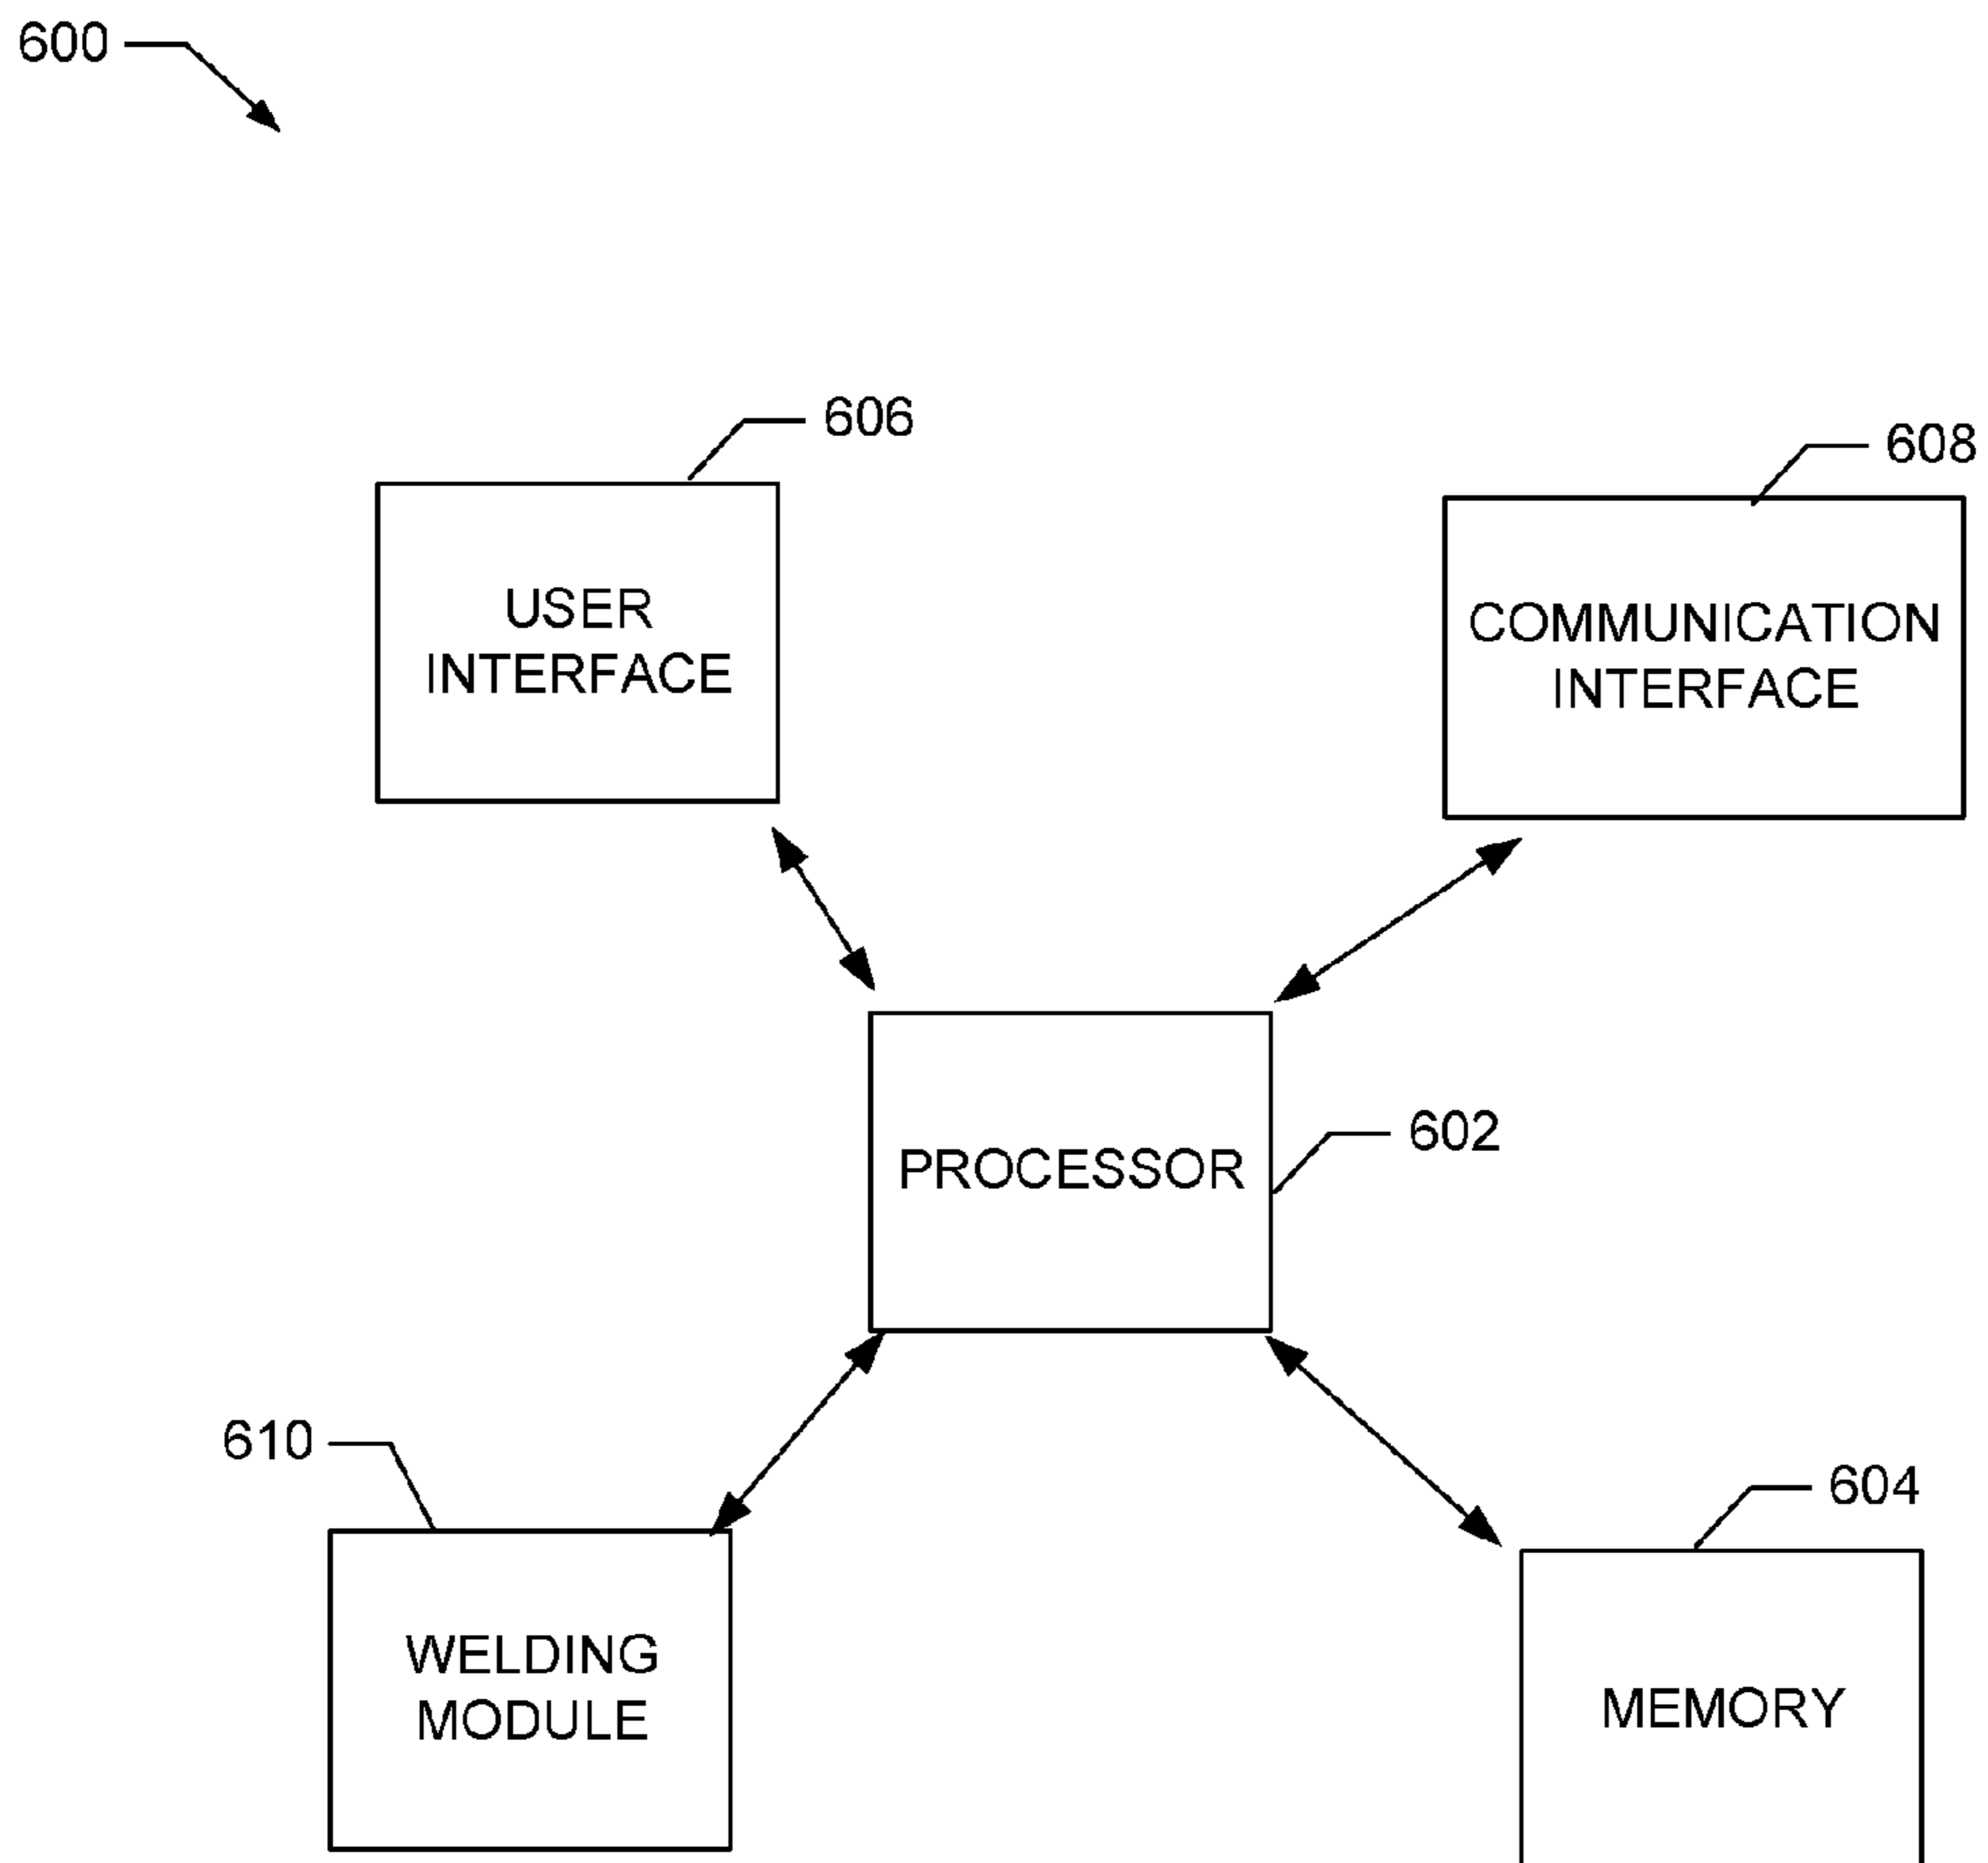 600
606
608
USER
INTERFACE
COMMUNICATION
INTERFACE
602
PROCESSOR
610
604
WELDING
MODULE
MEMORY